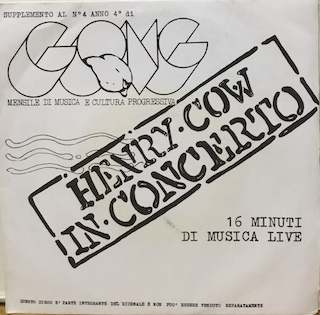 SUPPLEMENTO AL N°4 ANNO 4° di
GONG
MENSILE DI MUSICA E CULTURA PROGRESSIVA
HENRY·COW
IN·CONCERTO
16 MINUTI
DI MUSICA LIVE
QUESTO DISCO E' PARTE INTEGRANTE DEL GIORNALE E NON PUO' ESSERE VENDUTO SEPARATAMENTE